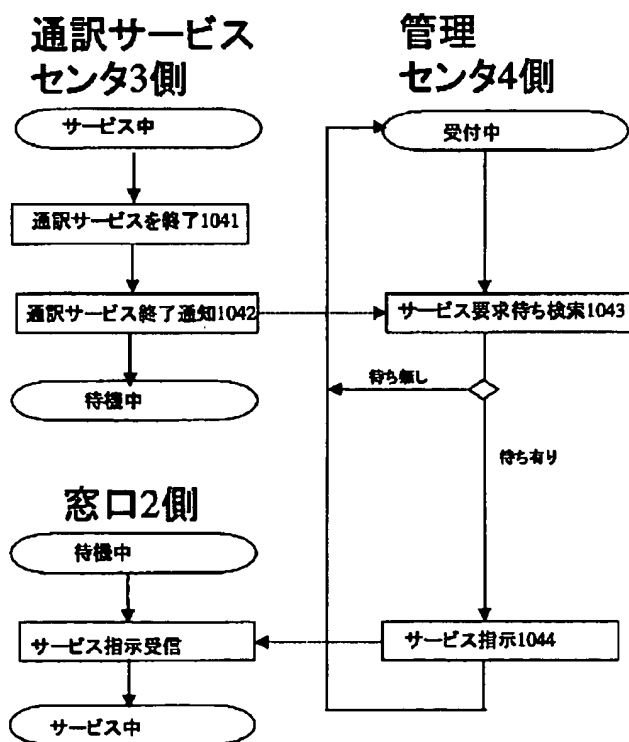 通訳サービス
センタ3側
サービス中
通訳サービスを終了1041
通訳サービス終了通知1042
待機中
管理
センタ4側
受付中
サービス要求待ち検索1043
待ち無し
待ち有り
サービス指示1044
窓口2側
待機中
サービス指示受信
サービス中